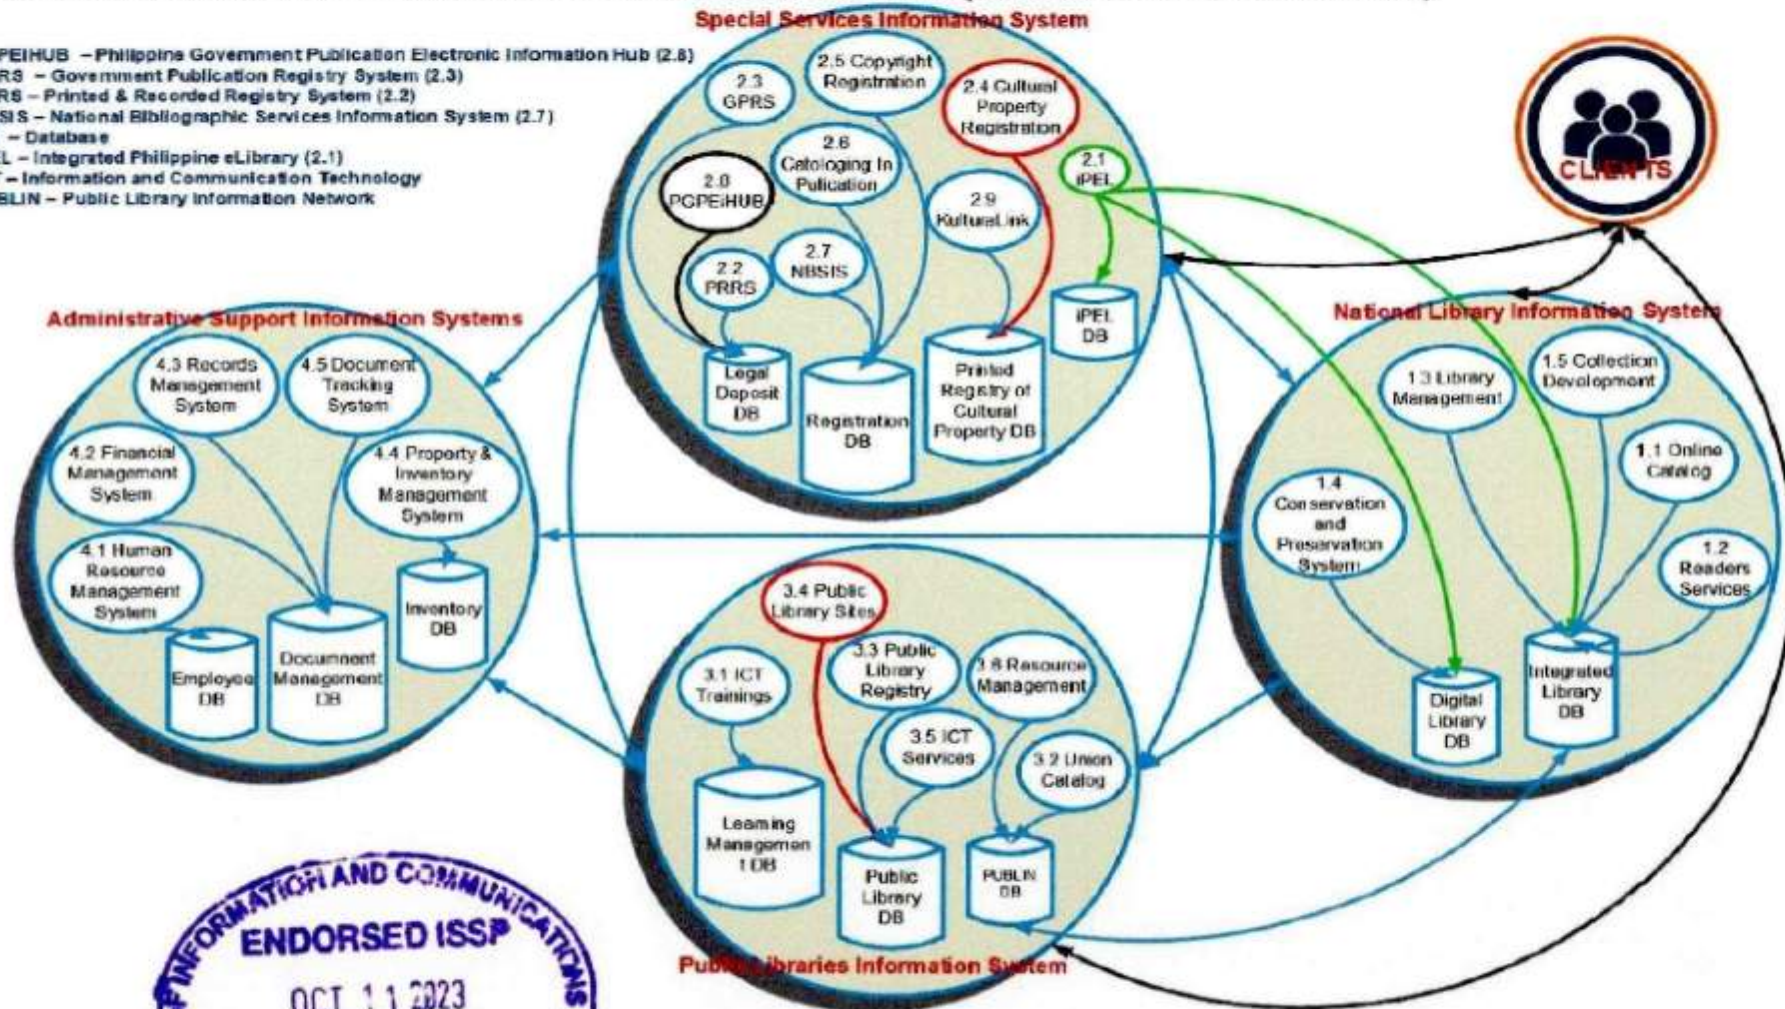 Special Services Information System
PEIHUB – Philippine Government Publication Electronic Information Hub (2.8)
RS – Government Publication Registry System (2.3)
RS – Printed & Recorded Registry System (2.2)
SIS – National Bibliographic Services Information System (2.7)
– Database
L – Integrated Philippine eLibrary (2.1)
– Information and Communication Technology
BLIN – Public Library Information Network
2.3
GPRS
2.5 Copyright
Registration
2.4 Cultural
Property
Registration
2.6
Catologing In
Pulication
2.1
iPEL
2.8
PGPEiHUB
2.9
KulturaLink
2.2
PRRS
2.7
NBSIS
Legal
Deposit
DB
Registration
DB
Printed
Registry of
Cultural
Property DB
iPEL
DB
CLIENTS
Administrative Support Information Systems
4.3 Records
Management
System
4.5 Document
Tracking
System
4.2 Financial
Management
System
4.4 Property &
Inventory
Management
System
4.1 Human
Resource
Management
System
Employee
DB
Documnent
Management
DB
Inventory
DB
National Library Information System
1.3 Library
Management
1.5 Collection
Development
1.1 Online
Catalog
1.4
Conservation
and
Preservation
System
1.2
Readers
Services
Digital
Library
DB
Integrated
Library
DB
3.4 Public
Library Sites
3.1 ICT
Trainings
3.3 Public
Library
Registry
3.6 Resource
Management
3.5 ICT
Services
3.2 Union
Catalog
Learning
Managemen
t DB
Public
Library
DB
PUBLIN
DB
Public Libraries Information System
F INFORMATION AND COMMUNICATIONS
ENDORSED ISSP
OCT 11 2023